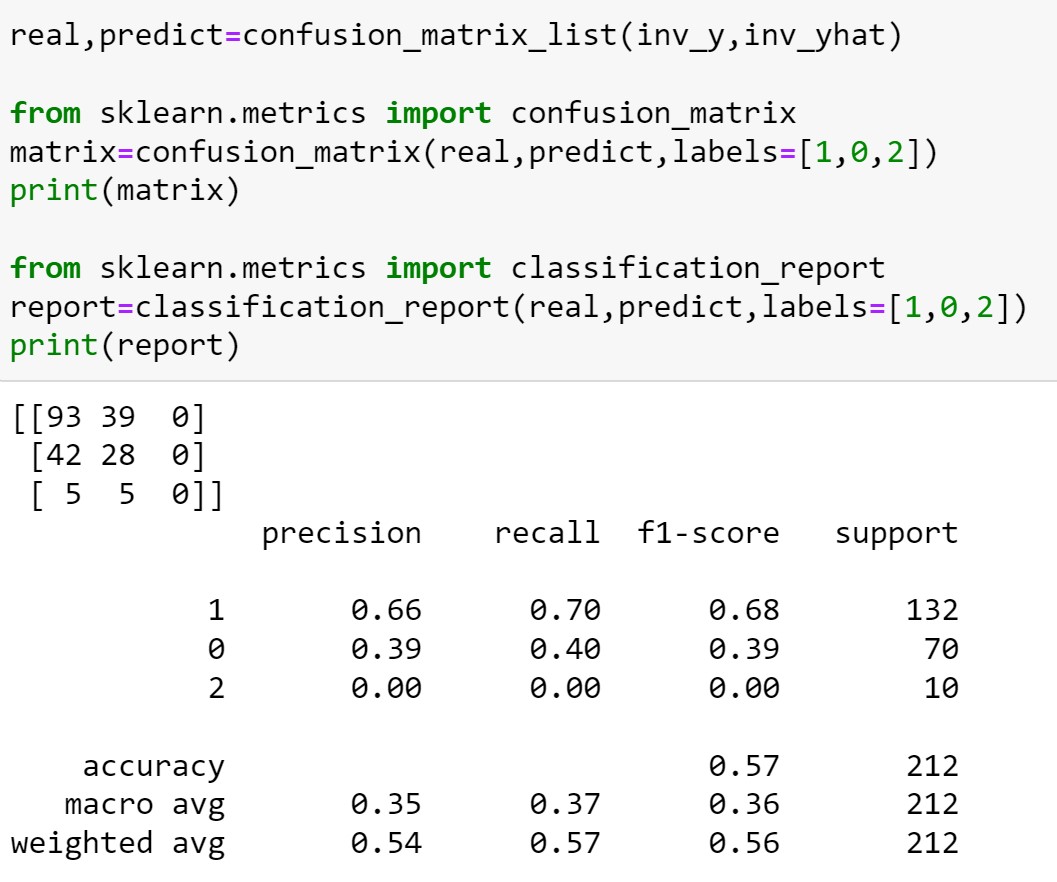 real,predict=confusion_matrix_list(inv_y,inv_yhat)
from sklearn.metrics import confusion_matrix
matrix=confusion_matrix(real,predict,labels=[1,0,2])
print(matrix)
from sklearn.metrics import classification_report
report=classification_report(real,predict,labels=[1,0,2])
print(report)
[[93 39  0]
 [42 28  0]
 [ 5  5  0]]
              precision    recall  f1-score   support
           1       0.66      0.70      0.68       132
           0       0.39      0.40      0.39        70
           2       0.00      0.00      0.00        10
    accuracy                           0.57       212
   macro avg       0.35      0.37      0.36       212
weighted avg       0.54      0.57      0.56       212